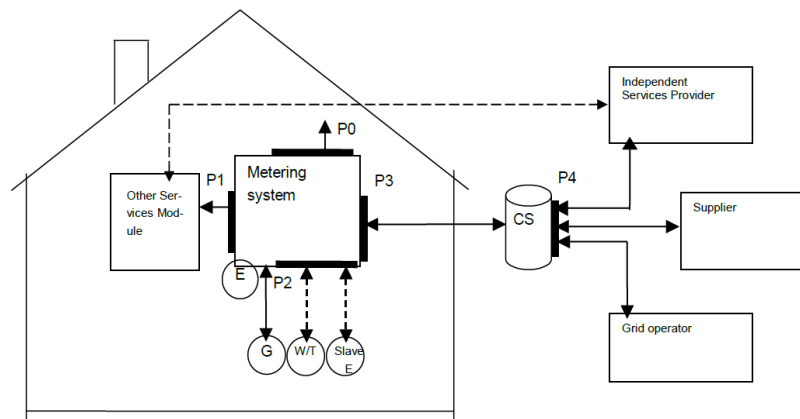 Independent
Services Provider
P0
P1
Metering
system
P3
P4
Other Ser-
vices Mod-
ule
CS
Supplier
E
P2
G
W/T
Slave
E
Grid operator